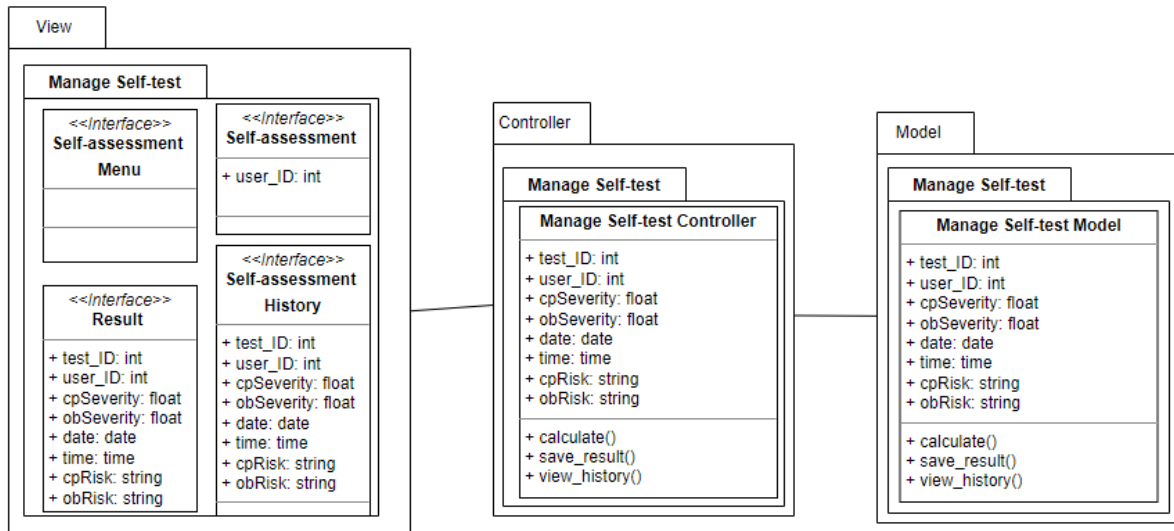 View
Manage Self-test
<<Interface>>
Self-assessment
Menu
<<Interface>>
Self-assessment
+ user_ID: int
<<Interface>>
Result
+ test_ID: int
+ user_ID: int
+ cpSeverity: float
+ obSeverity: float
+ date: date
+ time: time
+ cpRisk: string
+ obRisk: string
<<Interface>>
Self-assessment
History
+ test_ID: int
+ user_ID: int
+ cpSeverity: float
+ obSeverity: float
+ date: date
+ time: time
+ cpRisk: string
+ obRisk: string
Controller
Manage Self-test
Manage Self-test Controller
+ test_ID: int
+ user_ID: int
+ cpSeverity: float
+ obSeverity: float
+ date: date
+ time: time
+ cpRisk: string
+ obRisk: string
+ calculate()
+ save_result()
+ view_history()
Model
Manage Self-test
Manage Self-test Model
+ test_ID: int
+ user_ID: int
+ cpSeverity: float
+ obSeverity: float
+ date: date
+ time: time
+ cpRisk: string
+ obRisk: string
+ calculate()
+ save_result()
+ view_history()